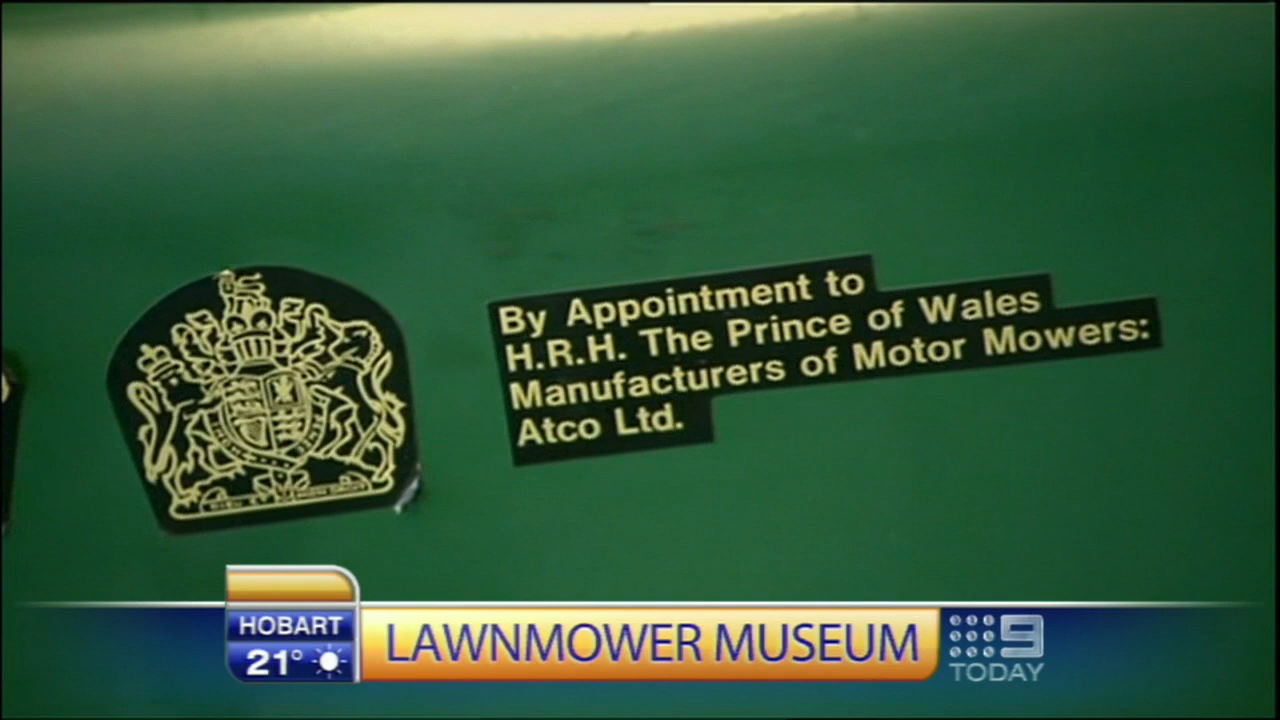 By Appointment to
H.R.H. The Prince of Wales
Manufacturers of Motor Mowers:
Atco Ltd.
HOBART
21°
LAWNMOWER MUSEUM
9
TODAY